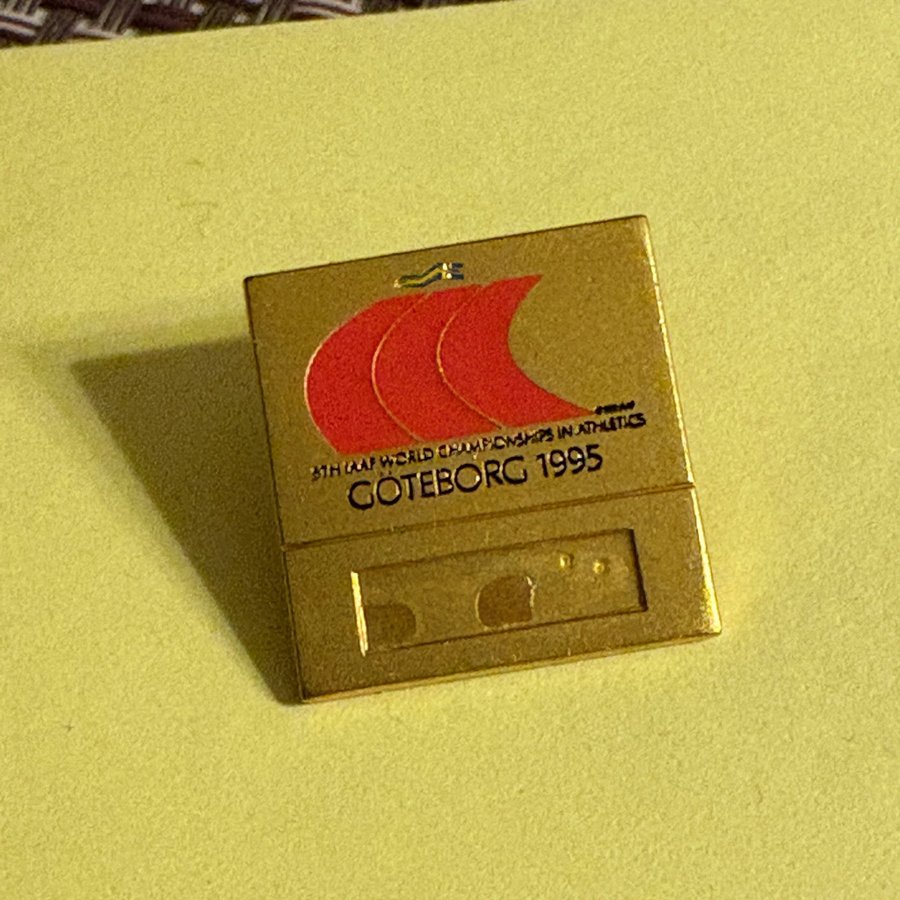 5TH IAAF WORLD CHAMPIONSHIPS IN ATHLETICS
GÖTEBORG 1995